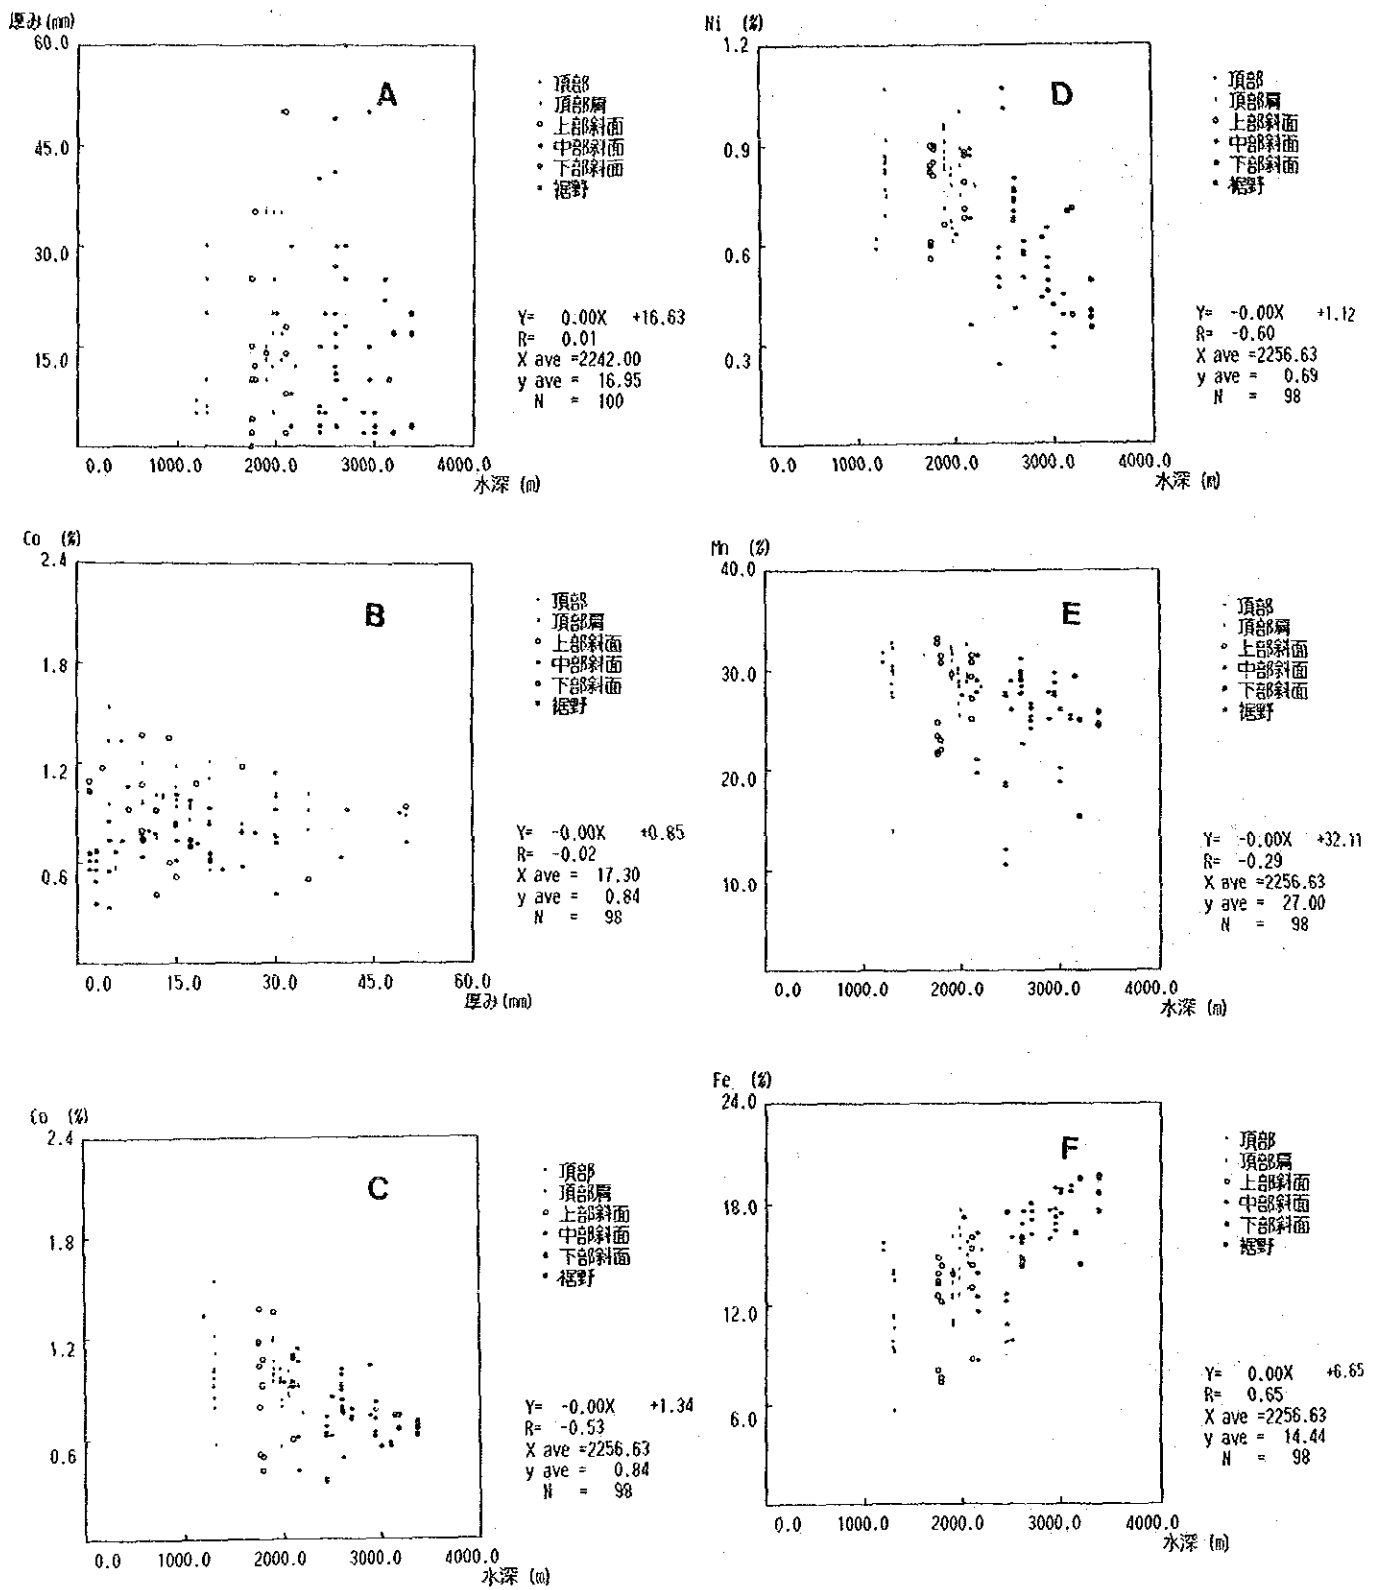 厚み(mm)
60.0
45.0
30.0
15.0
0.0 1000.0 2000.0 3000.0 4000.0
水深 (m)
A
頂部
頂部肩
上部斜面
中部斜面
下部斜面
裾野
Y= 0.00X +16.63
R= 0.01
X ave =2242.00
y ave = 16.95
N = 100
Co (%)
2.4
1.8
1.2
0.6
0.0 15.0 30.0 45.0 60.0
厚み(mm)
B
頂部
頂部肩
上部斜面
中部斜面
下部斜面
裾野
Y= -0.00X +0.85
R= -0.02
X ave = 17.30
y ave = 0.84
N = 98
Co (%)
2.4
1.8
1.2
0.6
0.0 1000.0 2000.0 3000.0 4000.0
水深 (m)
C
頂部
頂部肩
上部斜面
中部斜面
下部斜面
裾野
Y= -0.00X +1.34
R= -0.53
X ave =2256.63
y ave = 0.84
N = 98
Ni (%)
1.2
0.9
0.6
0.3
0.0 1000.0 2000.0 3000.0 4000.0
水深 (m)
D
頂部
頂部肩
上部斜面
中部斜面
下部斜面
裾野
Y= -0.00X +1.12
R= -0.60
X ave =2256.63
y ave = 0.69
N = 98
Mn (%)
40.0
30.0
20.0
10.0
0.0 1000.0 2000.0 3000.0 4000.0
水深 (m)
E
頂部
頂部肩
上部斜面
中部斜面
下部斜面
裾野
Y= -0.00X +32.11
R= -0.29
X ave =2256.63
y ave = 27.00
N = 98
Fe (%)
24.0
18.0
12.0
6.0
0.0 1000.0 2000.0 3000.0 4000.0
水深 (m)
F
頂部
頂部肩
上部斜面
中部斜面
下部斜面
裾野
Y= 0.00X +6.65
R= 0.65
X ave =2256.63
y ave = 14.44
N = 98